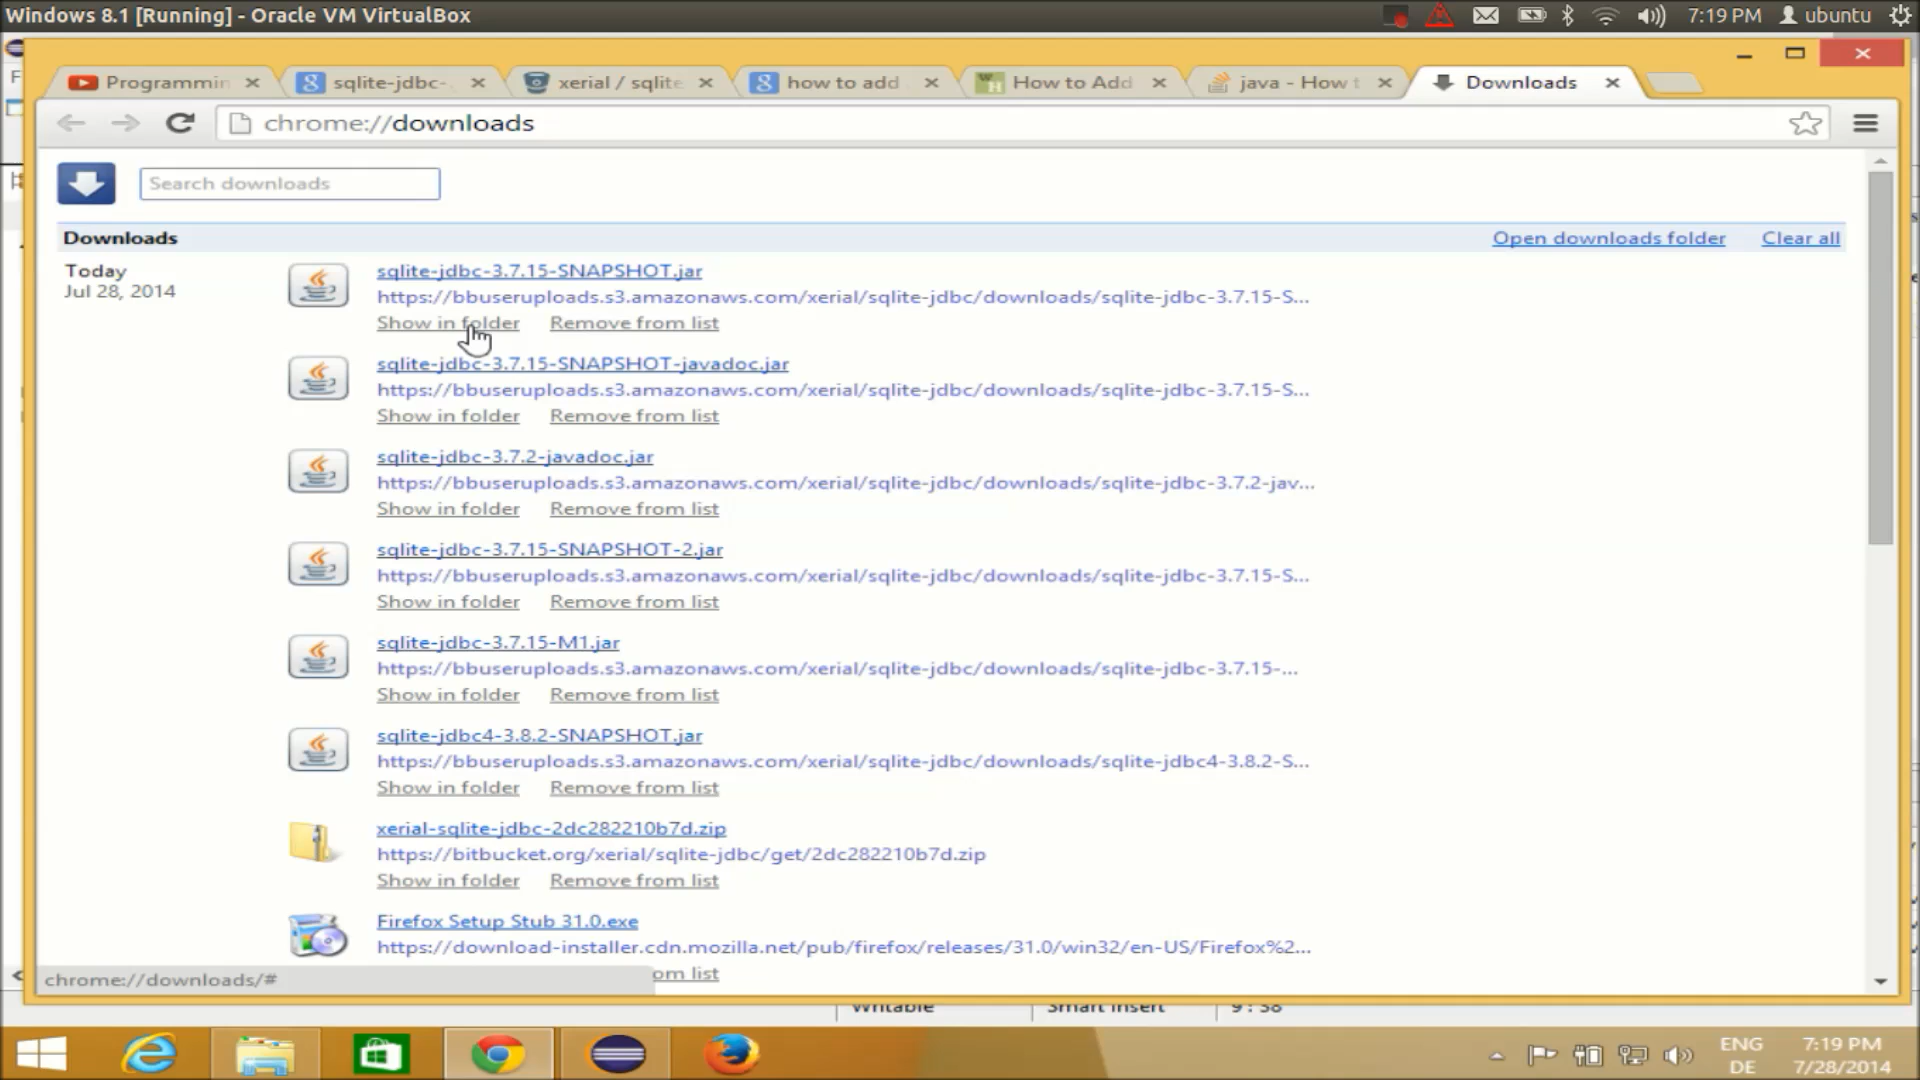 Windows 8.1 [Running] - Oracle VM VirtualBox
7:19 PM ubuntu
Programmin sqlite-jdbc- xerial / sqlite how to add How to Add java - How t Downloads
chrome://downloads
Search downloads
Downloads Open downloads folder Clear all
Today
Jul 28, 2014
sqlite-jdbc-3.7.15-SNAPSHOT.jar
https://bbuseruploads.s3.amazonaws.com/xerial/sqlite-jdbc/downloads/sqlite-jdbc-3.7.15-S...
Show in folder Remove from list
sqlite-jdbc-3.7.15-SNAPSHOT-javadoc.jar
https://bbuseruploads.s3.amazonaws.com/xerial/sqlite-jdbc/downloads/sqlite-jdbc-3.7.15-S...
Show in folder Remove from list
sqlite-jdbc-3.7.2-javadoc.jar
https://bbuseruploads.s3.amazonaws.com/xerial/sqlite-jdbc/downloads/sqlite-jdbc-3.7.2-jav...
Show in folder Remove from list
sqlite-jdbc-3.7.15-SNAPSHOT-2.jar
https://bbuseruploads.s3.amazonaws.com/xerial/sqlite-jdbc/downloads/sqlite-jdbc-3.7.15-S...
Show in folder Remove from list
sqlite-jdbc-3.7.15-M1.jar
https://bbuseruploads.s3.amazonaws.com/xerial/sqlite-jdbc/downloads/sqlite-jdbc-3.7.15-...
Show in folder Remove from list
sqlite-jdbc4-3.8.2-SNAPSHOT.jar
https://bbuseruploads.s3.amazonaws.com/xerial/sqlite-jdbc/downloads/sqlite-jdbc4-3.8.2-S...
Show in folder Remove from list
xerial-sqlite-jdbc-2dc282210b7d.zip
https://bitbucket.org/xerial/sqlite-jdbc/get/2dc282210b7d.zip
Show in folder Remove from list
Firefox Setup Stub 31.0.exe
https://download-installer.cdn.mozilla.net/pub/firefox/releases/31.0/win32/en-US/Firefox%2...
om list
chrome://downloads/#
Writable Smart Insert 9 : 38
ENG 7:19 PM
DE 7/28/2014